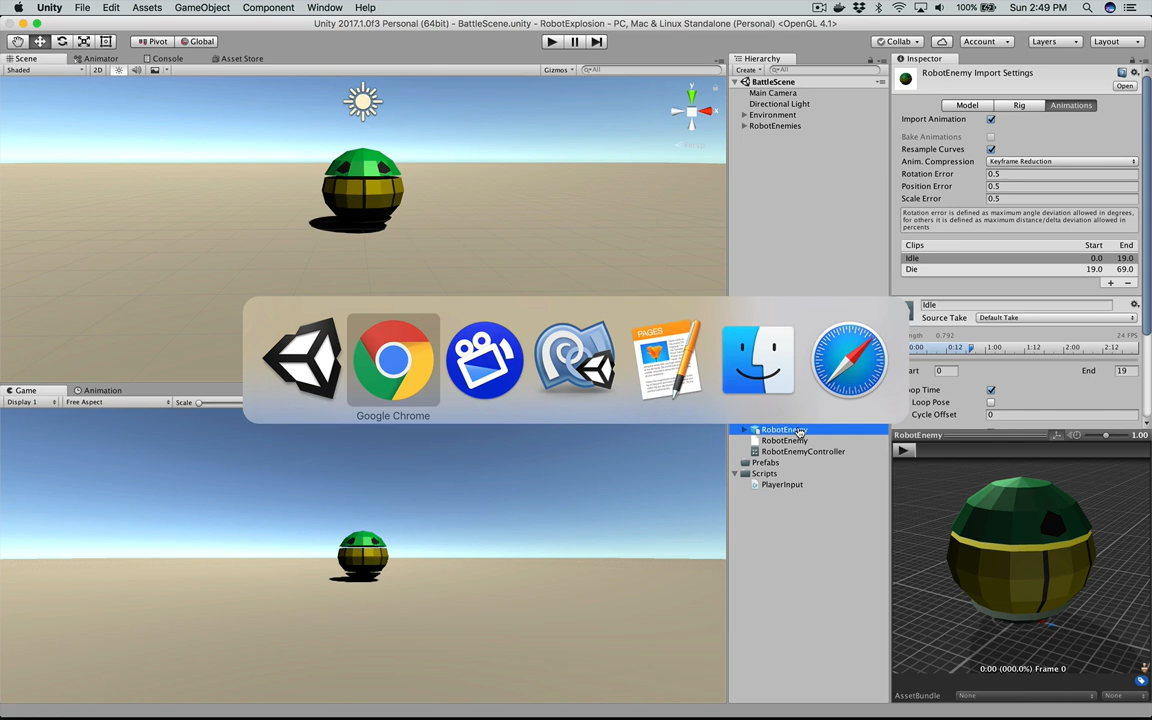 Unity File Edit Assets GameObject Component Window Help 100% Sun 2:49 PM
Unity 2017.1.0f3 Personal (64bit) - BattleScene.unity - RobotExplosion - PC, Mac & Linux Standalone (Personal) <OpenGL 4.1>
Pivot Global Collab Account Layers Layout
Scene Animator Console Asset Store
Shaded 2D Gizmos All
Hierarchy
Create All
BattleScene
Main Camera
Directional Light
Environment
RobotEnemies
Inspector
RobotEnemy Import Settings
Open
Model Rig Animations
Import Animation
Bake Animations
Resample Curves
Anim. Compression Keyframe Reduction
Rotation Error 0.5
Position Error 0.5
Scale Error 0.5
Rotation error is defined as maximum angle deviation allowed in degrees,
for others it is defined as maximum distance/delta deviation allowed in
percents
Clips Start End
Idle 0.0 19.0
Die 19.0 69.0
Idle
Source Take Default Take
Length 0.792 24 FPS
0:00 0:12 1:00 1:12 2:00 2:12
art 0 End 19
oop Time
Loop Pose
Cycle Offset 0
PAGES
Google Chrome
Game Animation
Display 1 Free Aspect Scale
RobotEnemy
RobotEnemy
RobotEnemyController
Prefabs
Scripts
PlayerInput
RobotEnemy 1.00
0:00 (000.0%) Frame 0
AssetBundle None None